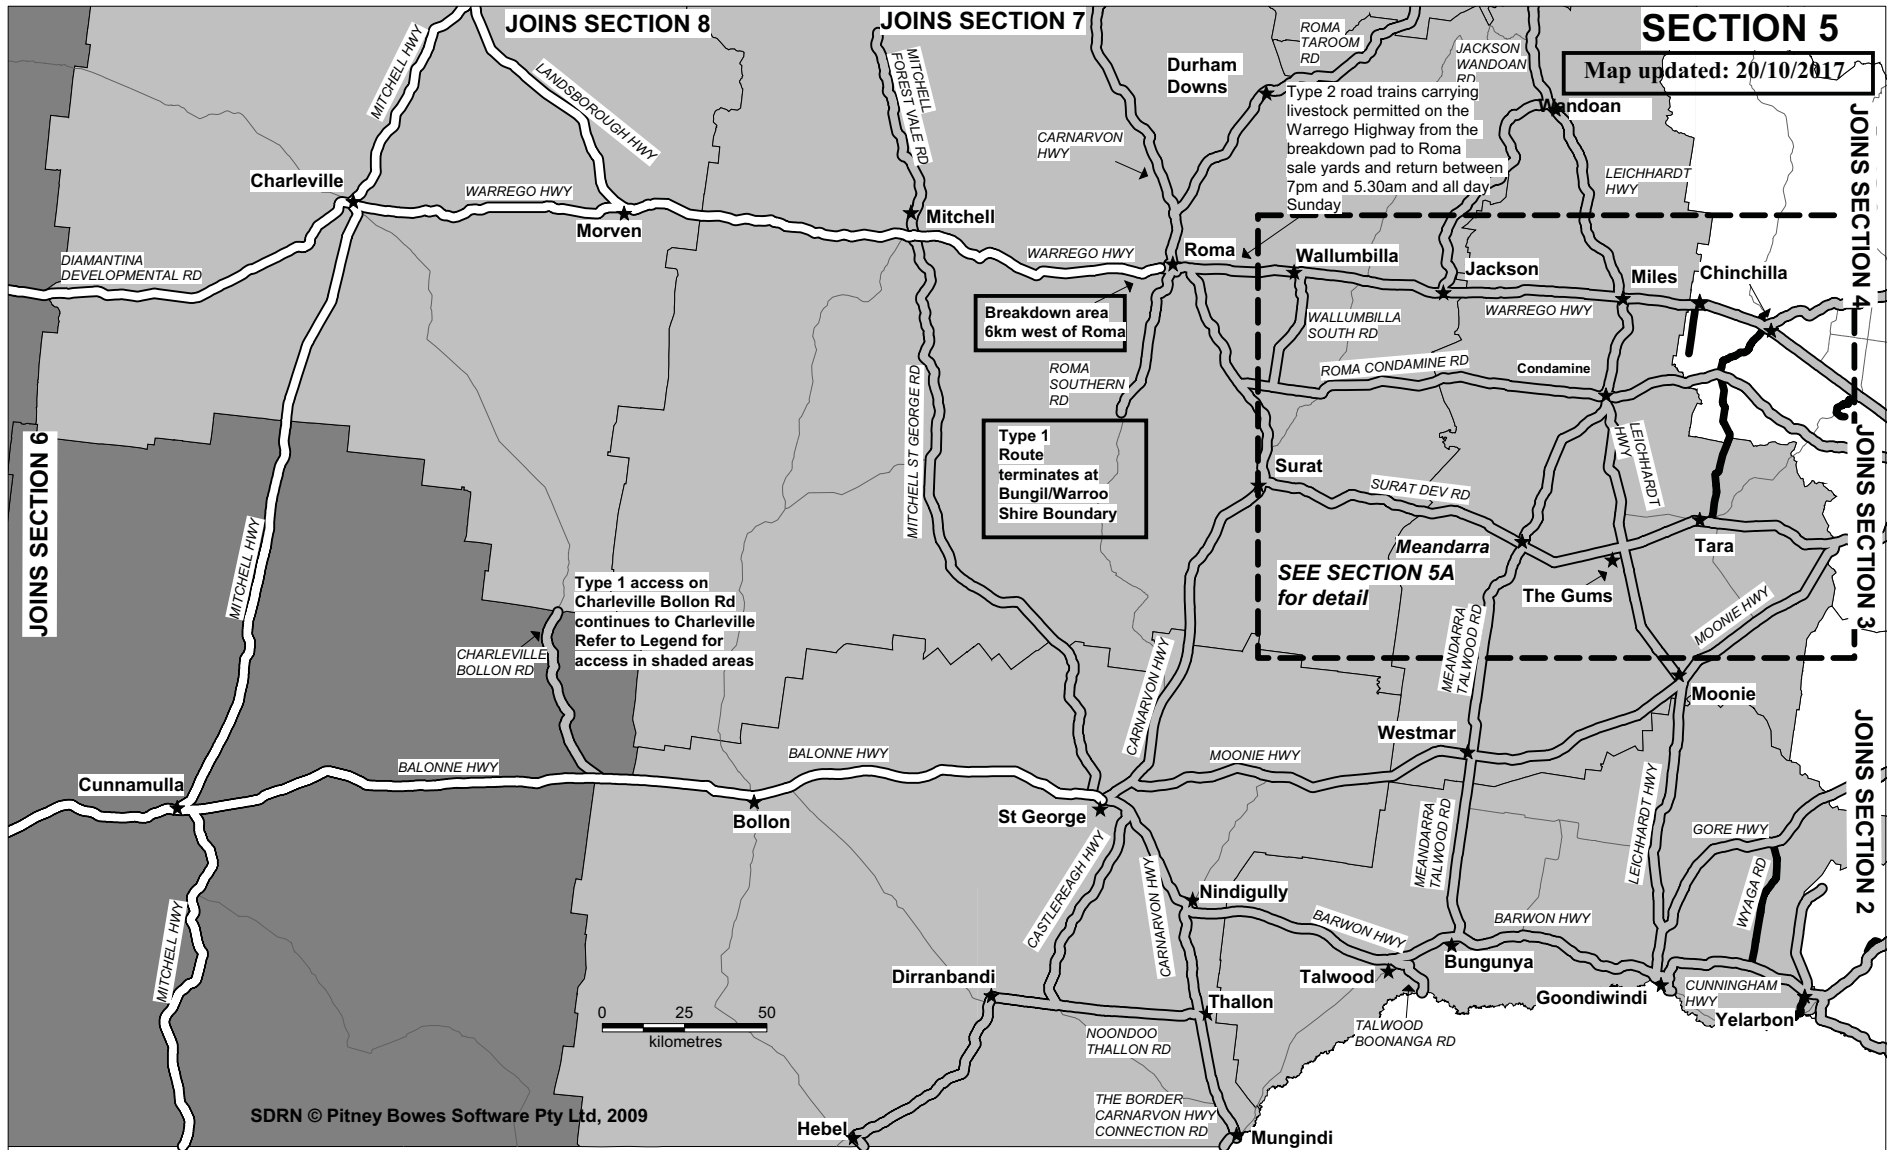 JOINS SECTION 8
JOINS SECTION 7
SECTION 5
Map updated: 20/10/2017
MITCHELL HWY
LANDSBOROUGH HWY
MITCHELL
FOREST VALE RD
Durham
Downs
ROMA
TAROOM
RD
JACKSON
WANDOAN
RD
Type 2 road trains carrying
livestock permitted on the
Warrego Highway from the
breakdown pad to Roma
sale yards and return between
7pm and 5.30am and all day
Sunday
Wandoan
CARNARVON
HWY
LEICHHARDT
HWY
JOINS SECTION 4
Charleville
WARREGO HWY
Morven
Mitchell
DIAMANTINA
DEVELOPMENTAL RD
WARREGO HWY
Roma
Wallumbilla
Jackson
Miles
Chinchilla
Breakdown area
6km west of Roma
WALLUMBILLA
SOUTH RD
WARREGO HWY
ROMA
SOUTHERN
RD
ROMA CONDAMINE RD
Condamine
MITCHELL ST GEORGE RD
Type 1
Route
terminates at
Bungil/Warroo
Shire Boundary
LEICHHARDT
HWY
JOINS SECTION 6
JOINS SECTION 3
Surat
SURAT DEV RD
MITCHELL HWY
Meandarra
Tara
SEE SECTION 5A
for detail
The Gums
Type 1 access on
Charleville Bollon Rd
continues to Charleville
Refer to Legend for
access in shaded areas
CHARLEVILLE
BOLLON RD
MEANDARRA
TALWOOD RD
MOONIE HWY
CARNARVON HWY
Moonie
JOINS SECTION 2
Westmar
Cunnamulla
BALONNE HWY
BALONNE HWY
MOONIE HWY
Bollon
St George
MEANDARRA
TALWOOD RD
LEICHHARDT HWY
GORE HWY
WYAGA RD
CASTLEREAGH HWY
CARNARVON HWY
Nindigully
BARWON HWY
BARWON HWY
MITCHELL HWY
Dirranbandi
Talwood
Bungunya
Goondiwindi
CUNNINGHAM
HWY
Yelarbon
Thallon
0 25 50
kilometres
NOONDOO
THALLON RD
TALWOOD
BOONANGA RD
SDRN © Pitney Bowes Software Pty Ltd, 2009
Hebel
THE BORDER
CARNARVON HWY
CONNECTION RD
Mungindi